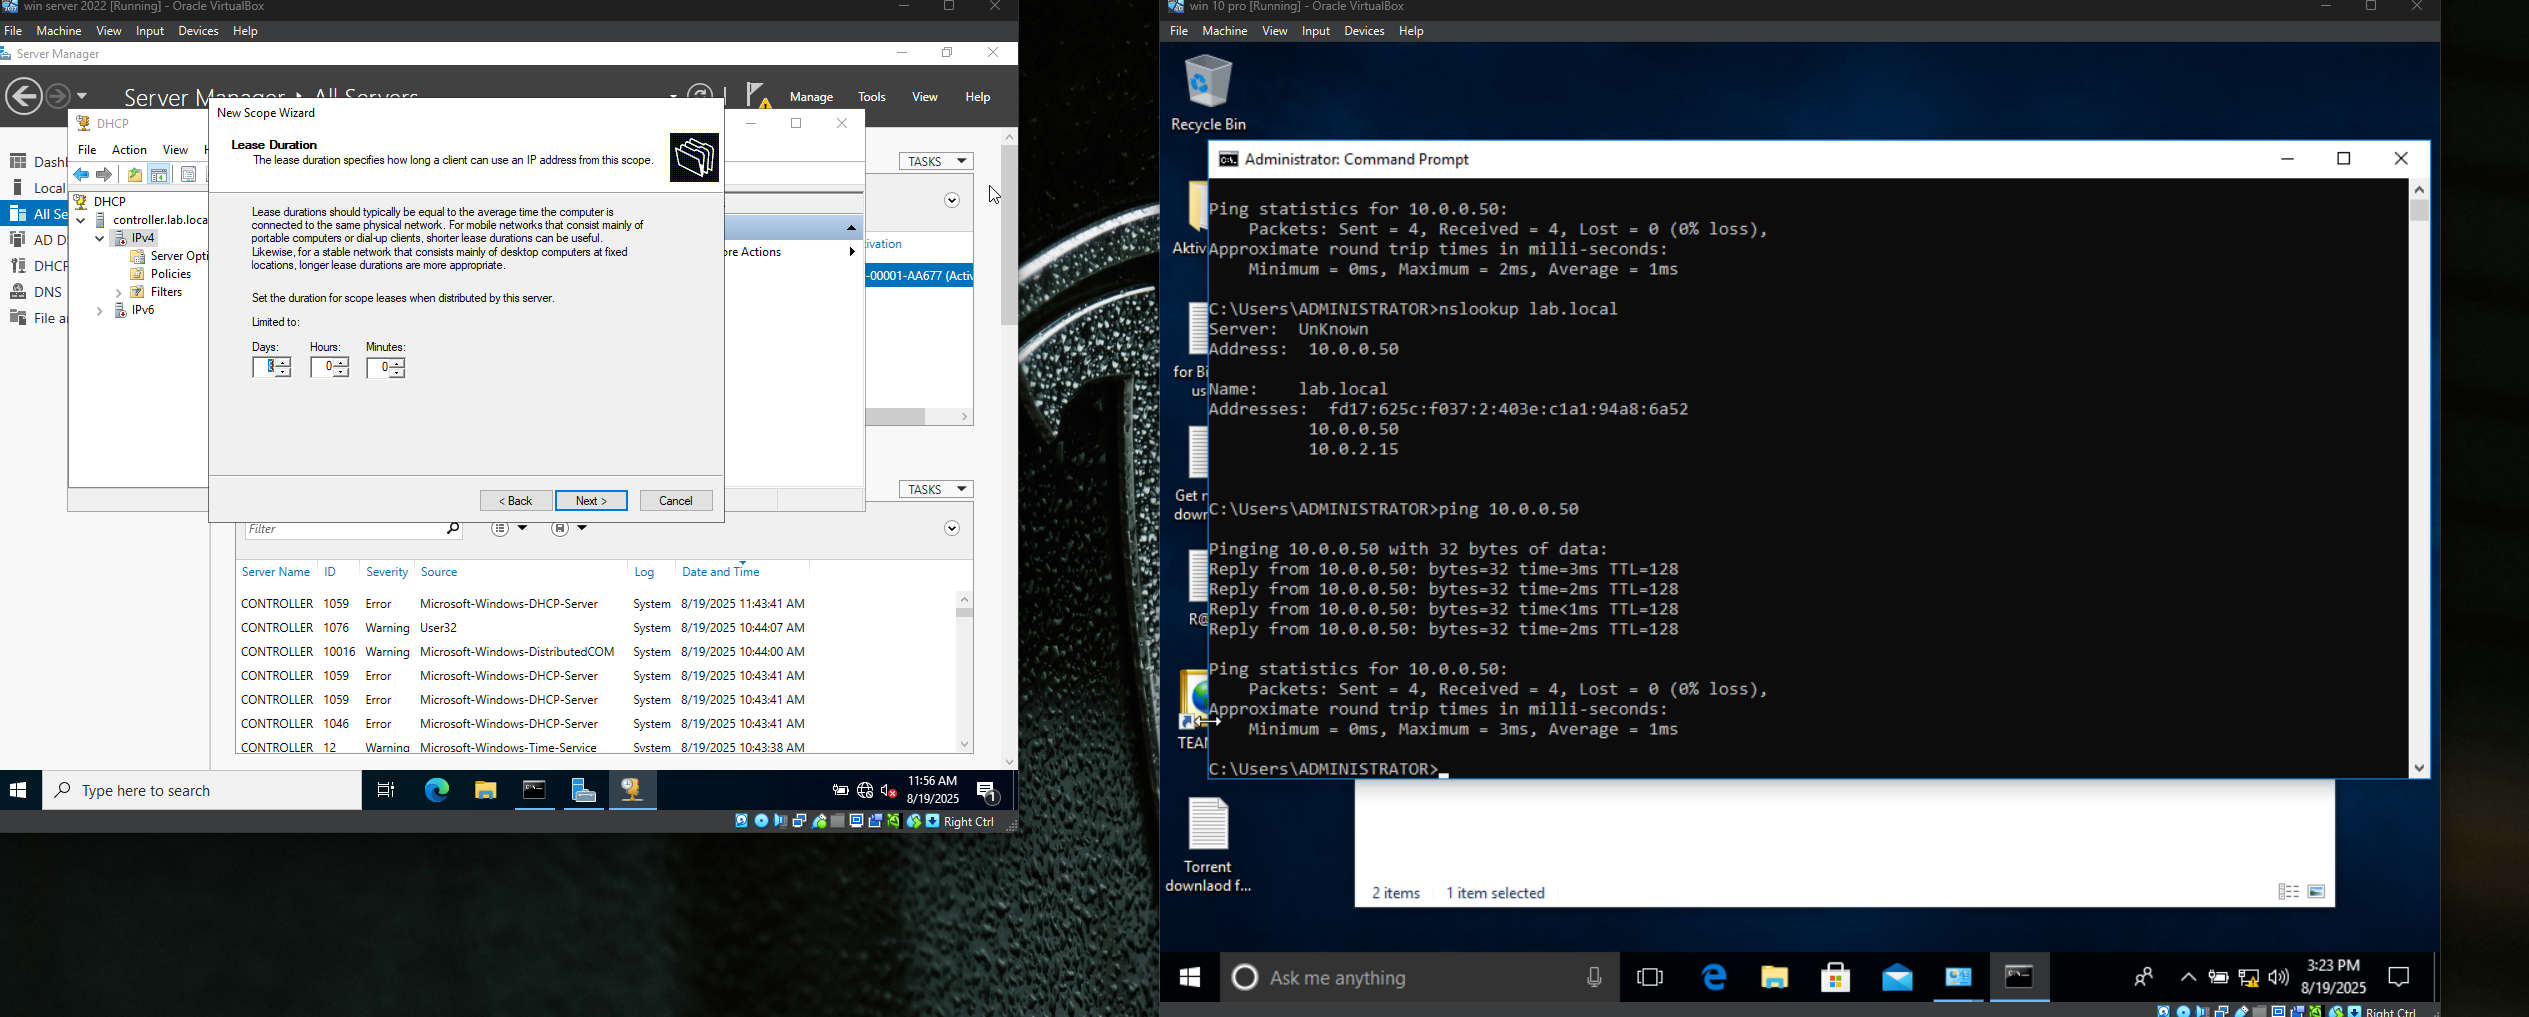 win server 2022 [Running] - Oracle VirtualBox
File Machine View Input Devices Help
Server Manager
Server Manager • All Servers
Manage Tools View Help
DHCP
File Action View H
DHCP
controller.lab.loca
IPv4
Server Opti
Policies
Filters
IPv6
Dash
Local
All Se
AD D
DHCP
DNS
File a
New Scope Wizard
Lease Duration
The lease duration specifies how long a client can use an IP address from this scope.
Lease durations should typically be equal to the average time the computer is
connected to the same physical network. For mobile networks that consist mainly of
portable computers or dial-up clients, shorter lease durations can be useful.
Likewise, for a stable network that consists mainly of desktop computers at fixed
locations, longer lease durations are more appropriate.
Set the duration for scope leases when distributed by this server.
Limited to:
Days: Hours: Minutes:
8 0 0
< Back Next > Cancel
ore Actions
TASKS
ivation
-00001-AA677 (Activ
TASKS
Filter
Server Name ID Severity Source Log Date and Time
CONTROLLER 1059 Error Microsoft-Windows-DHCP-Server System 8/19/2025 11:43:41 AM
CONTROLLER 1076 Warning User32 System 8/19/2025 10:44:07 AM
CONTROLLER 10016 Warning Microsoft-Windows-DistributedCOM System 8/19/2025 10:44:00 AM
CONTROLLER 1059 Error Microsoft-Windows-DHCP-Server System 8/19/2025 10:43:41 AM
CONTROLLER 1059 Error Microsoft-Windows-DHCP-Server System 8/19/2025 10:43:41 AM
CONTROLLER 1046 Error Microsoft-Windows-DHCP-Server System 8/19/2025 10:43:41 AM
CONTROLLER 12 Warning Microsoft-Windows-Time-Service System 8/19/2025 10:43:38 AM
Type here to search
11:56 AM
8/19/2025
1
Right Ctrl
win 10 pro [Running] - Oracle VirtualBox
File Machine View Input Devices Help
Recycle Bin
Aktiv
for Bi
us
Get r
down
R@
TEAM
Torrent
downlaod f...
Administrator: Command Prompt
Ping statistics for 10.0.0.50:
Packets: Sent = 4, Received = 4, Lost = 0 (0% loss),
Approximate round trip times in milli-seconds:
Minimum = 0ms, Maximum = 2ms, Average = 1ms
C:\Users\ADMINISTRATOR>nslookup lab.local
Server: UnKnown
Address: 10.0.0.50
Name: lab.local
Addresses: fd17:625c:f037:2:403e:c1a1:94a8:6a52
10.0.0.50
10.0.2.15
C:\Users\ADMINISTRATOR>ping 10.0.0.50
Pinging 10.0.0.50 with 32 bytes of data:
Reply from 10.0.0.50: bytes=32 time=3ms TTL=128
Reply from 10.0.0.50: bytes=32 time=2ms TTL=128
Reply from 10.0.0.50: bytes=32 time<1ms TTL=128
Reply from 10.0.0.50: bytes=32 time=2ms TTL=128
Ping statistics for 10.0.0.50:
Packets: Sent = 4, Received = 4, Lost = 0 (0% loss),
Approximate round trip times in milli-seconds:
Minimum = 0ms, Maximum = 3ms, Average = 1ms
C:\Users\ADMINISTRATOR>
2 items 1 item selected
Ask me anything
3:23 PM
8/19/2025
Right Ctrl